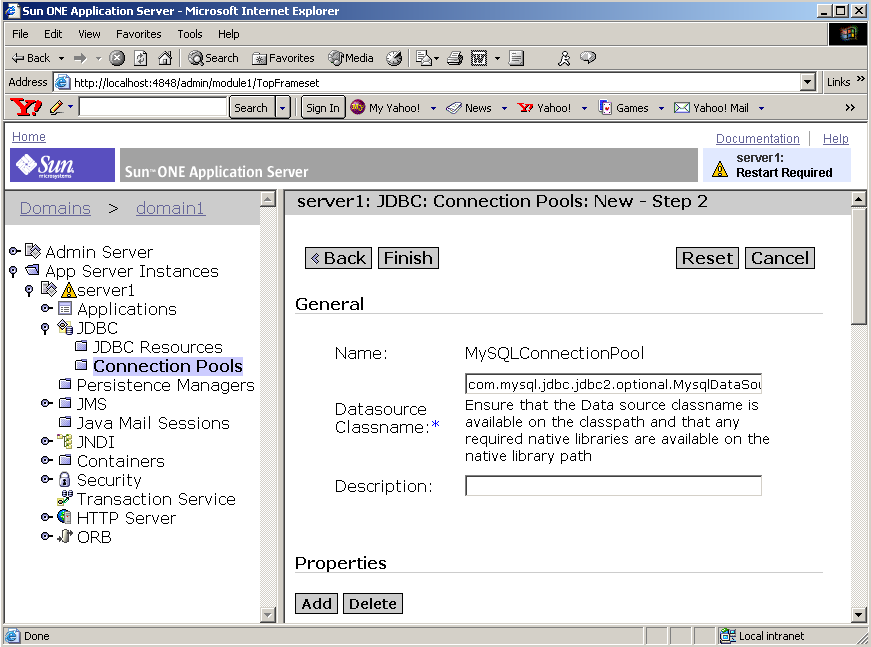 Sun ONE Application Server - Microsoft Internet Explorer
File Edit View Favorites Tools Help
Back Search Favorites Media
Address http://localhost:4848/admin/module1/TopFrameset Links »
Y! Search Sign In My Yahoo! News Yahoo! Games Yahoo! Mail »
Home Documentation Help
Sun microsystems
Sun™ ONE Application Server
server1:
Restart Required
Domains > domain1
Admin Server
App Server Instances
server1
Applications
JDBC
JDBC Resources
Connection Pools
Persistence Managers
JMS
Java Mail Sessions
JNDI
Containers
Security
Transaction Service
HTTP Server
ORB
server1: JDBC: Connection Pools: New - Step 2
Back Finish Reset Cancel
General
Name: MySQLConnectionPool
Datasource
Classname:*
com.mysql.jdbc.jdbc2.optional.MysqlDataSou
Ensure that the Data source classname is
available on the classpath and that any
required native libraries are available on the
native library path
Description:
Properties
Add Delete
Done Local intranet